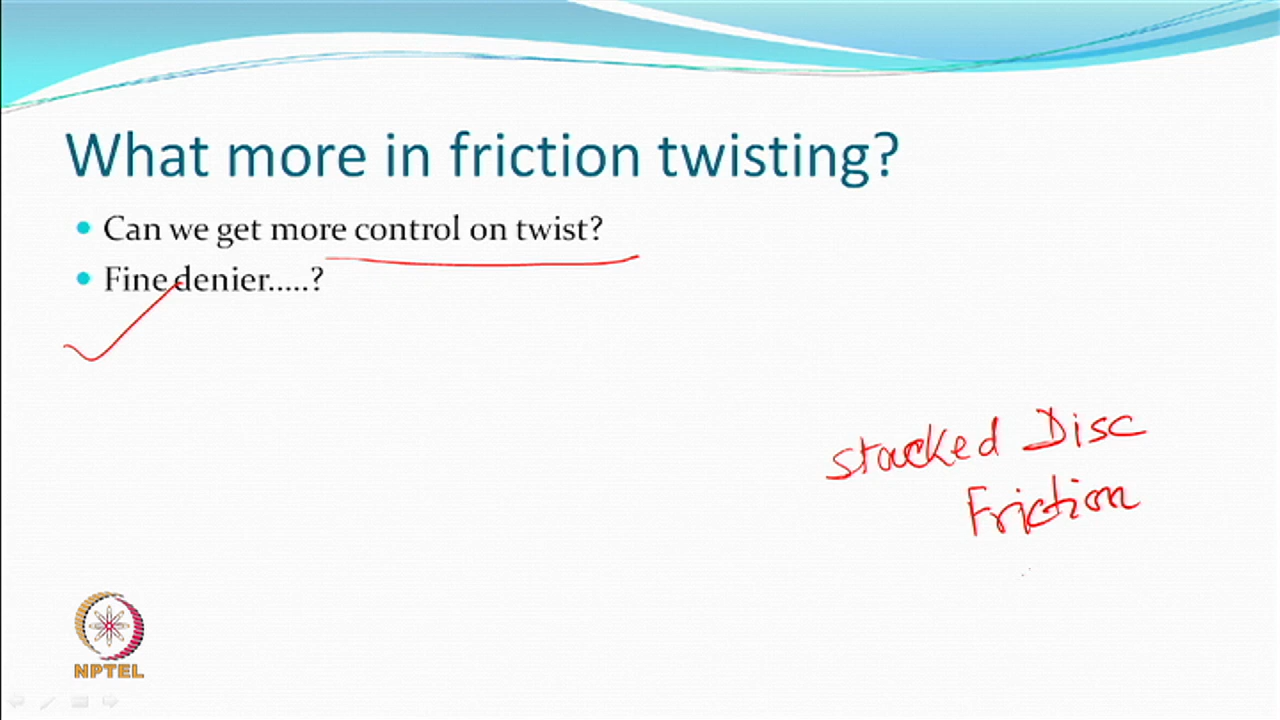 What more in friction twisting?
Can we get more control on twist?
Fine denier.....?
Stacked Disc
Friction
NPTEL